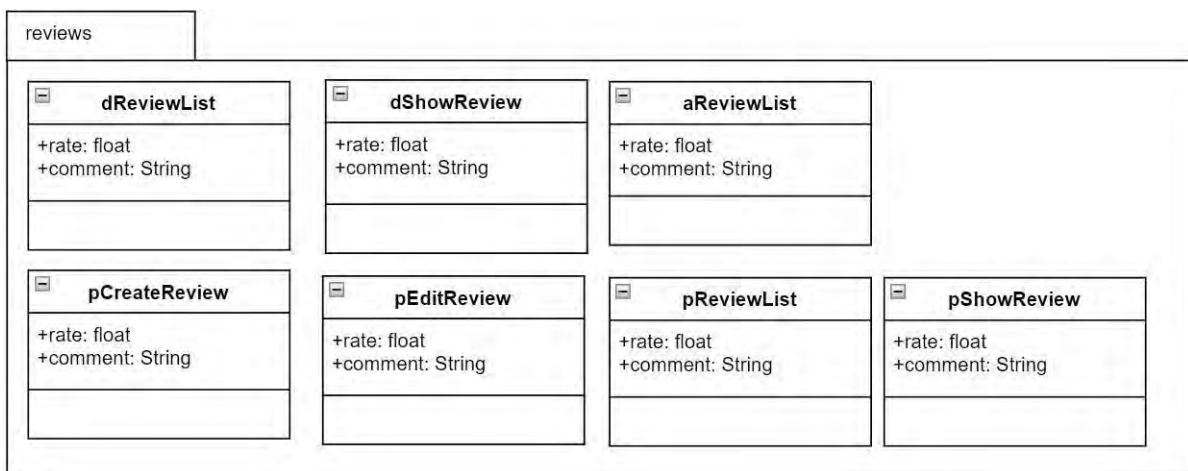 reviews
dReviewList
+rate: float
+comment: String
dShowReview
+rate: float
+comment: String
aReviewList
+rate: float
+comment: String
pCreateReview
+rate: float
+comment: String
pEditReview
+rate: float
+comment: String
pReviewList
+rate: float
+comment: String
pShowReview
+rate: float
+comment: String